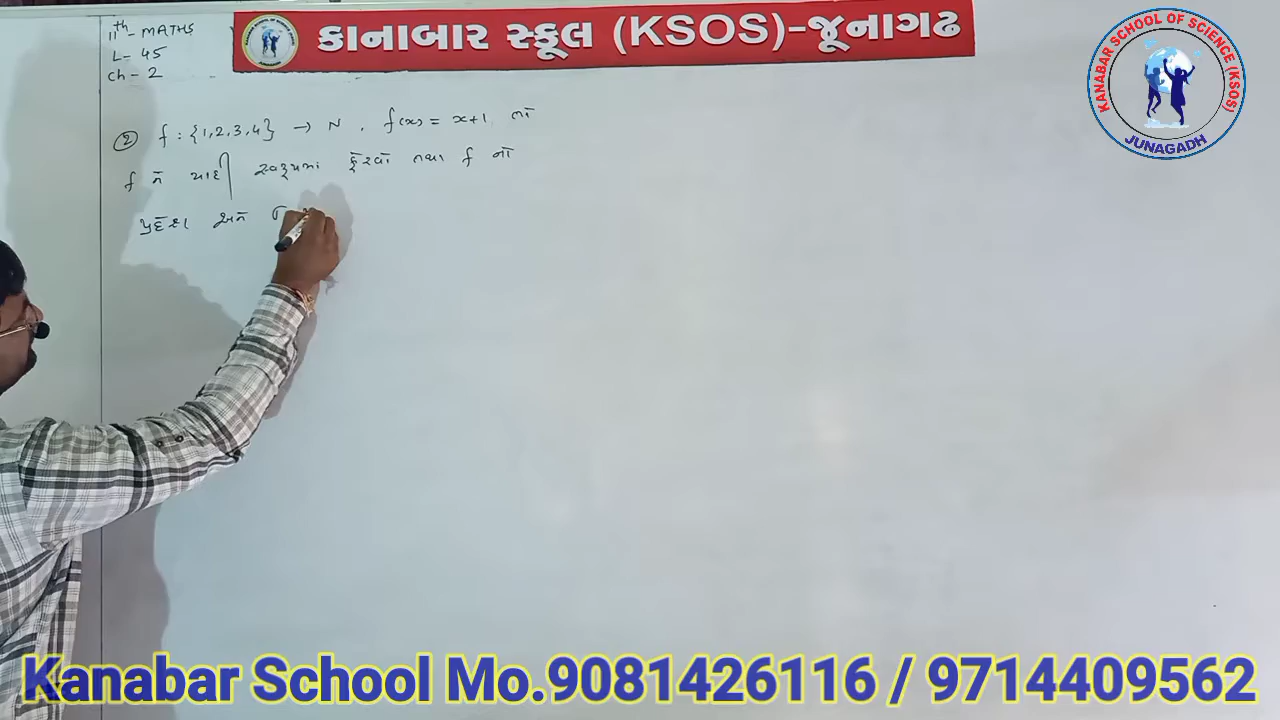 11th - MATHS
L - 45
ch - 2
કાનાબાર સ્કૂલ (KSOS)-જૂનાગઢ
KANABAR SCHOOL OF SCIENCE (KSOS)
JUNAGADH
② f : {1,2,3,4} → N , f(x) = x+1 તો
f ને યાદી સ્વરૂપમાં ફેરવો તથા f નો
પ્રદેશ અને
Kanabar School Mo.9081426116 / 9714409562